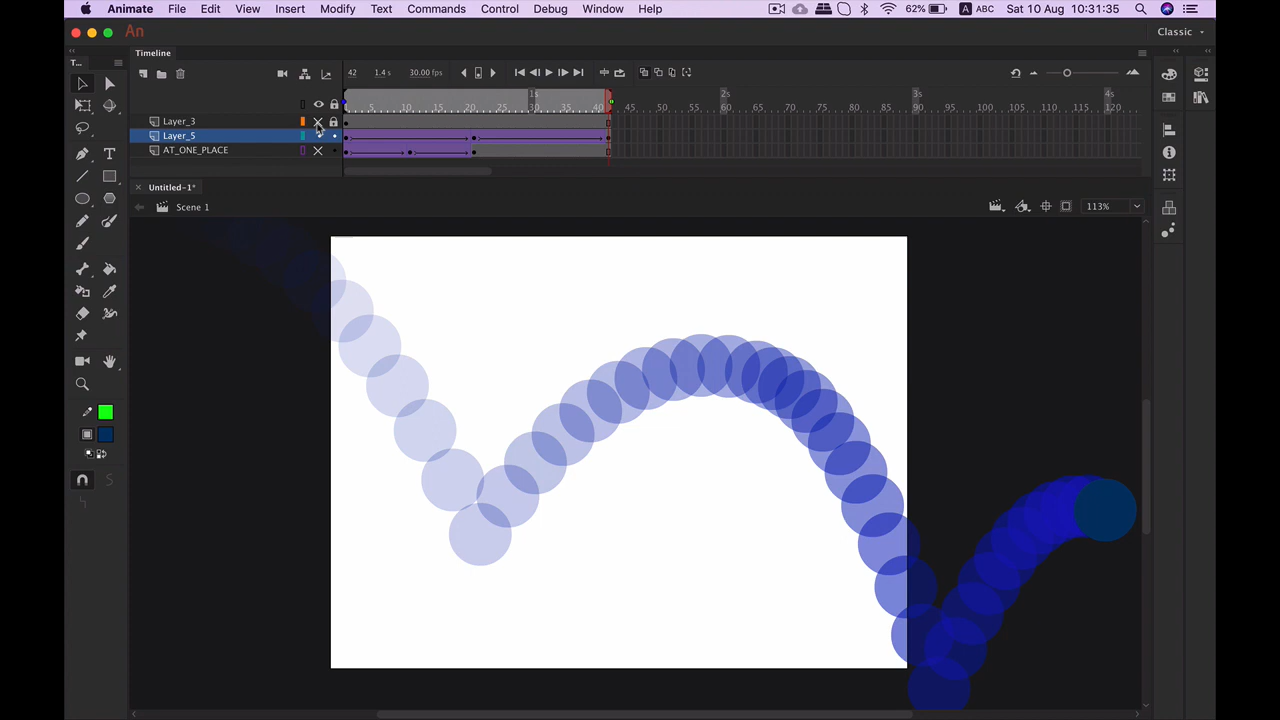 Animate File Edit View Insert Modify Text Commands Control Debug Window Help 62% A ABC Sat 10 Aug 10:31:35
An Classic
T... Timeline
42 1.4 s 30.00 fps
1s 2s 3s 4s
5 10 15 20 25 30 35 40 45 50 55 60 65 70 75 80 85 90 95 100 105 110 115 120
Layer_3
Layer_5
AT_ONE_PLACE
Untitled-1*
Scene 1 113%